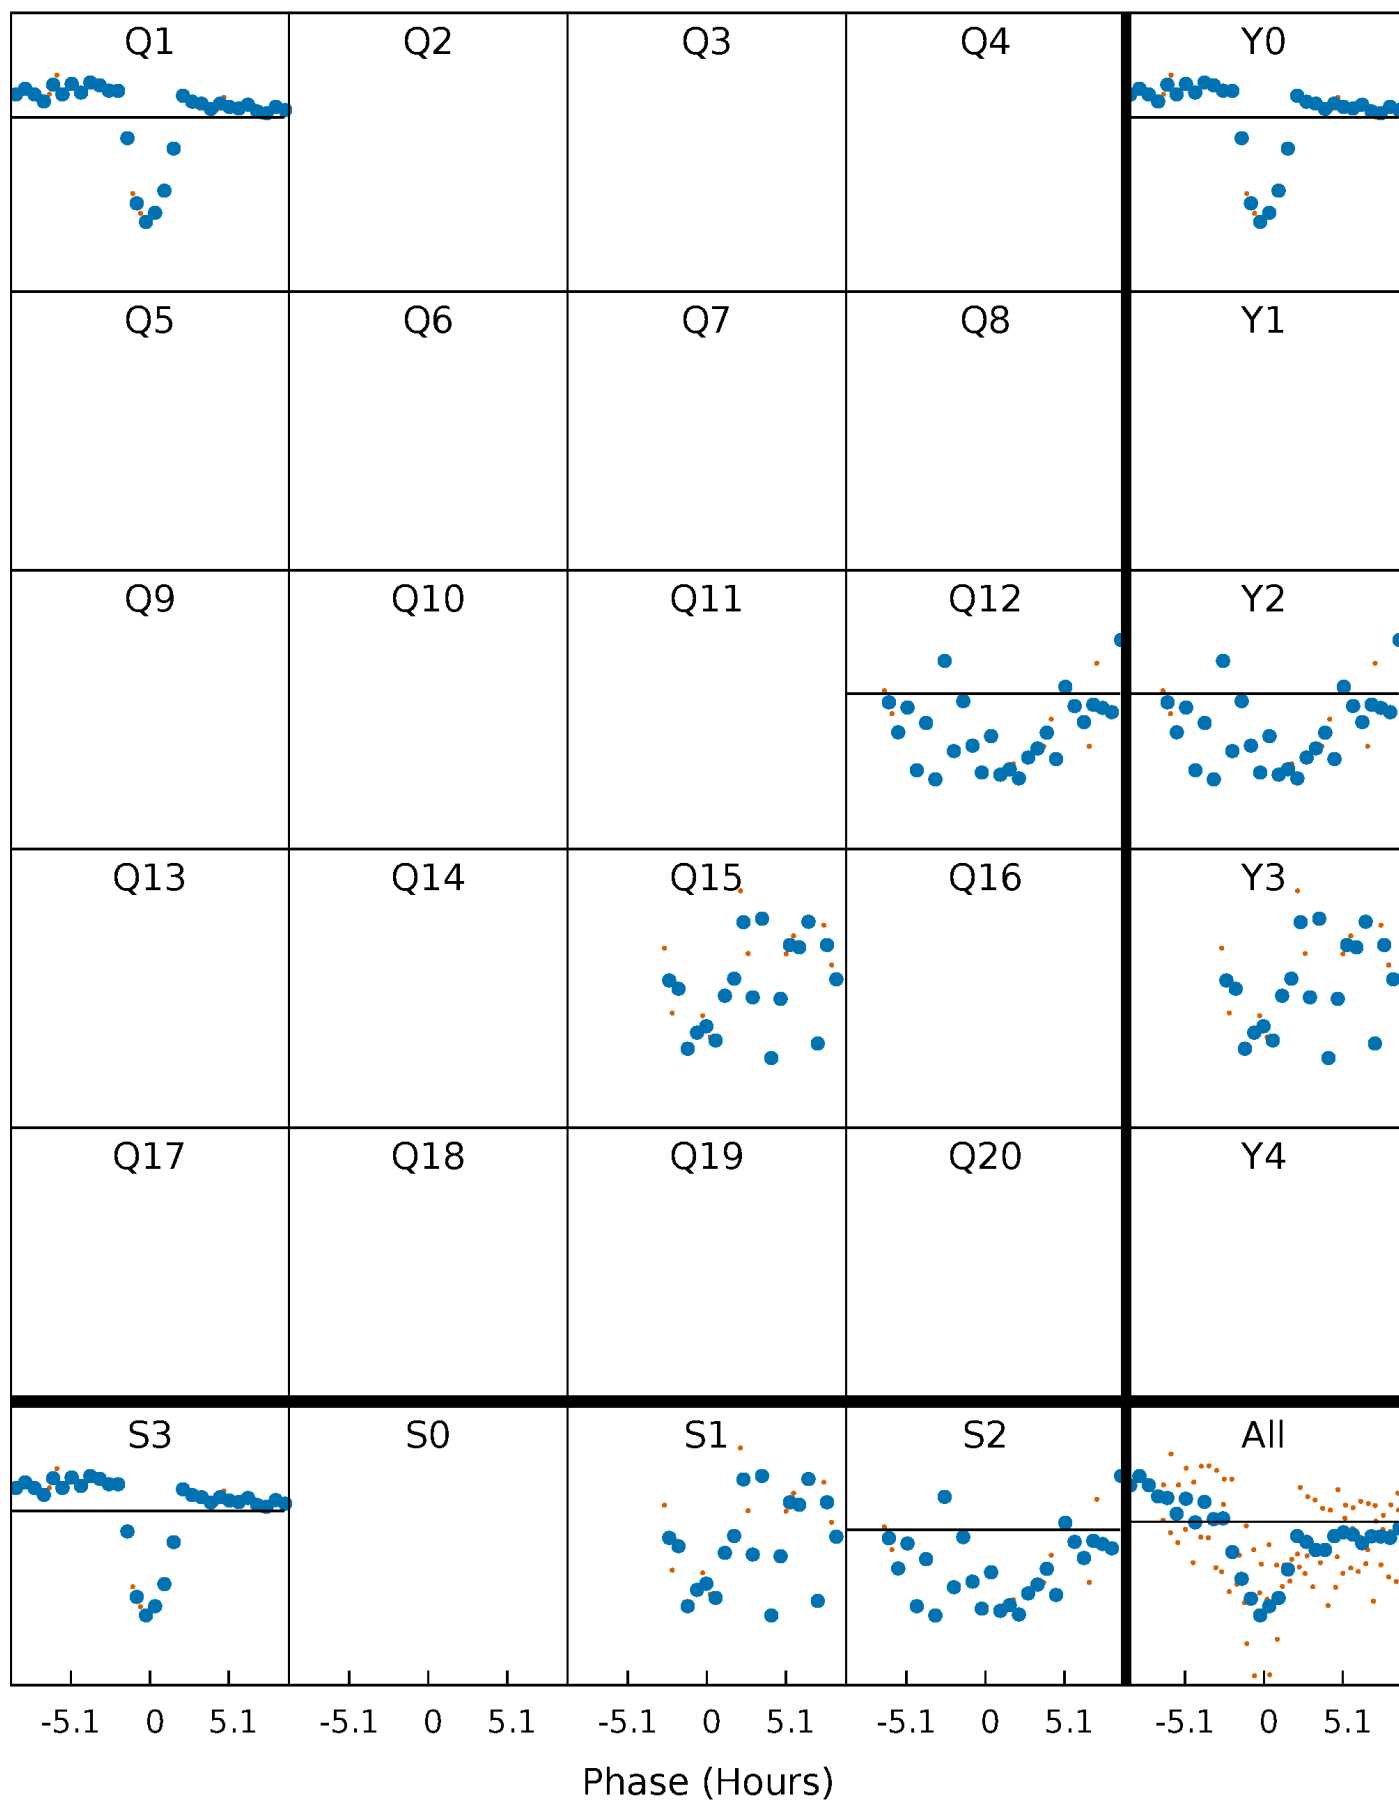 Q1 Q2 Q3 Q4 Y0
Q5 Q6 Q7 Q8 Y1
Q9 Q10 Q11 Q12 Y2
Q13 Q14 Q15 Q16 Y3
Q17 Q18 Q19 Q20 Y4
S3 S0 S1 S2 All
-5.1 0 5.1 -5.1 0 5.1 -5.1 0 5.1 -5.1 0 5.1 -5.1 0 5.1
Phase (Hours)